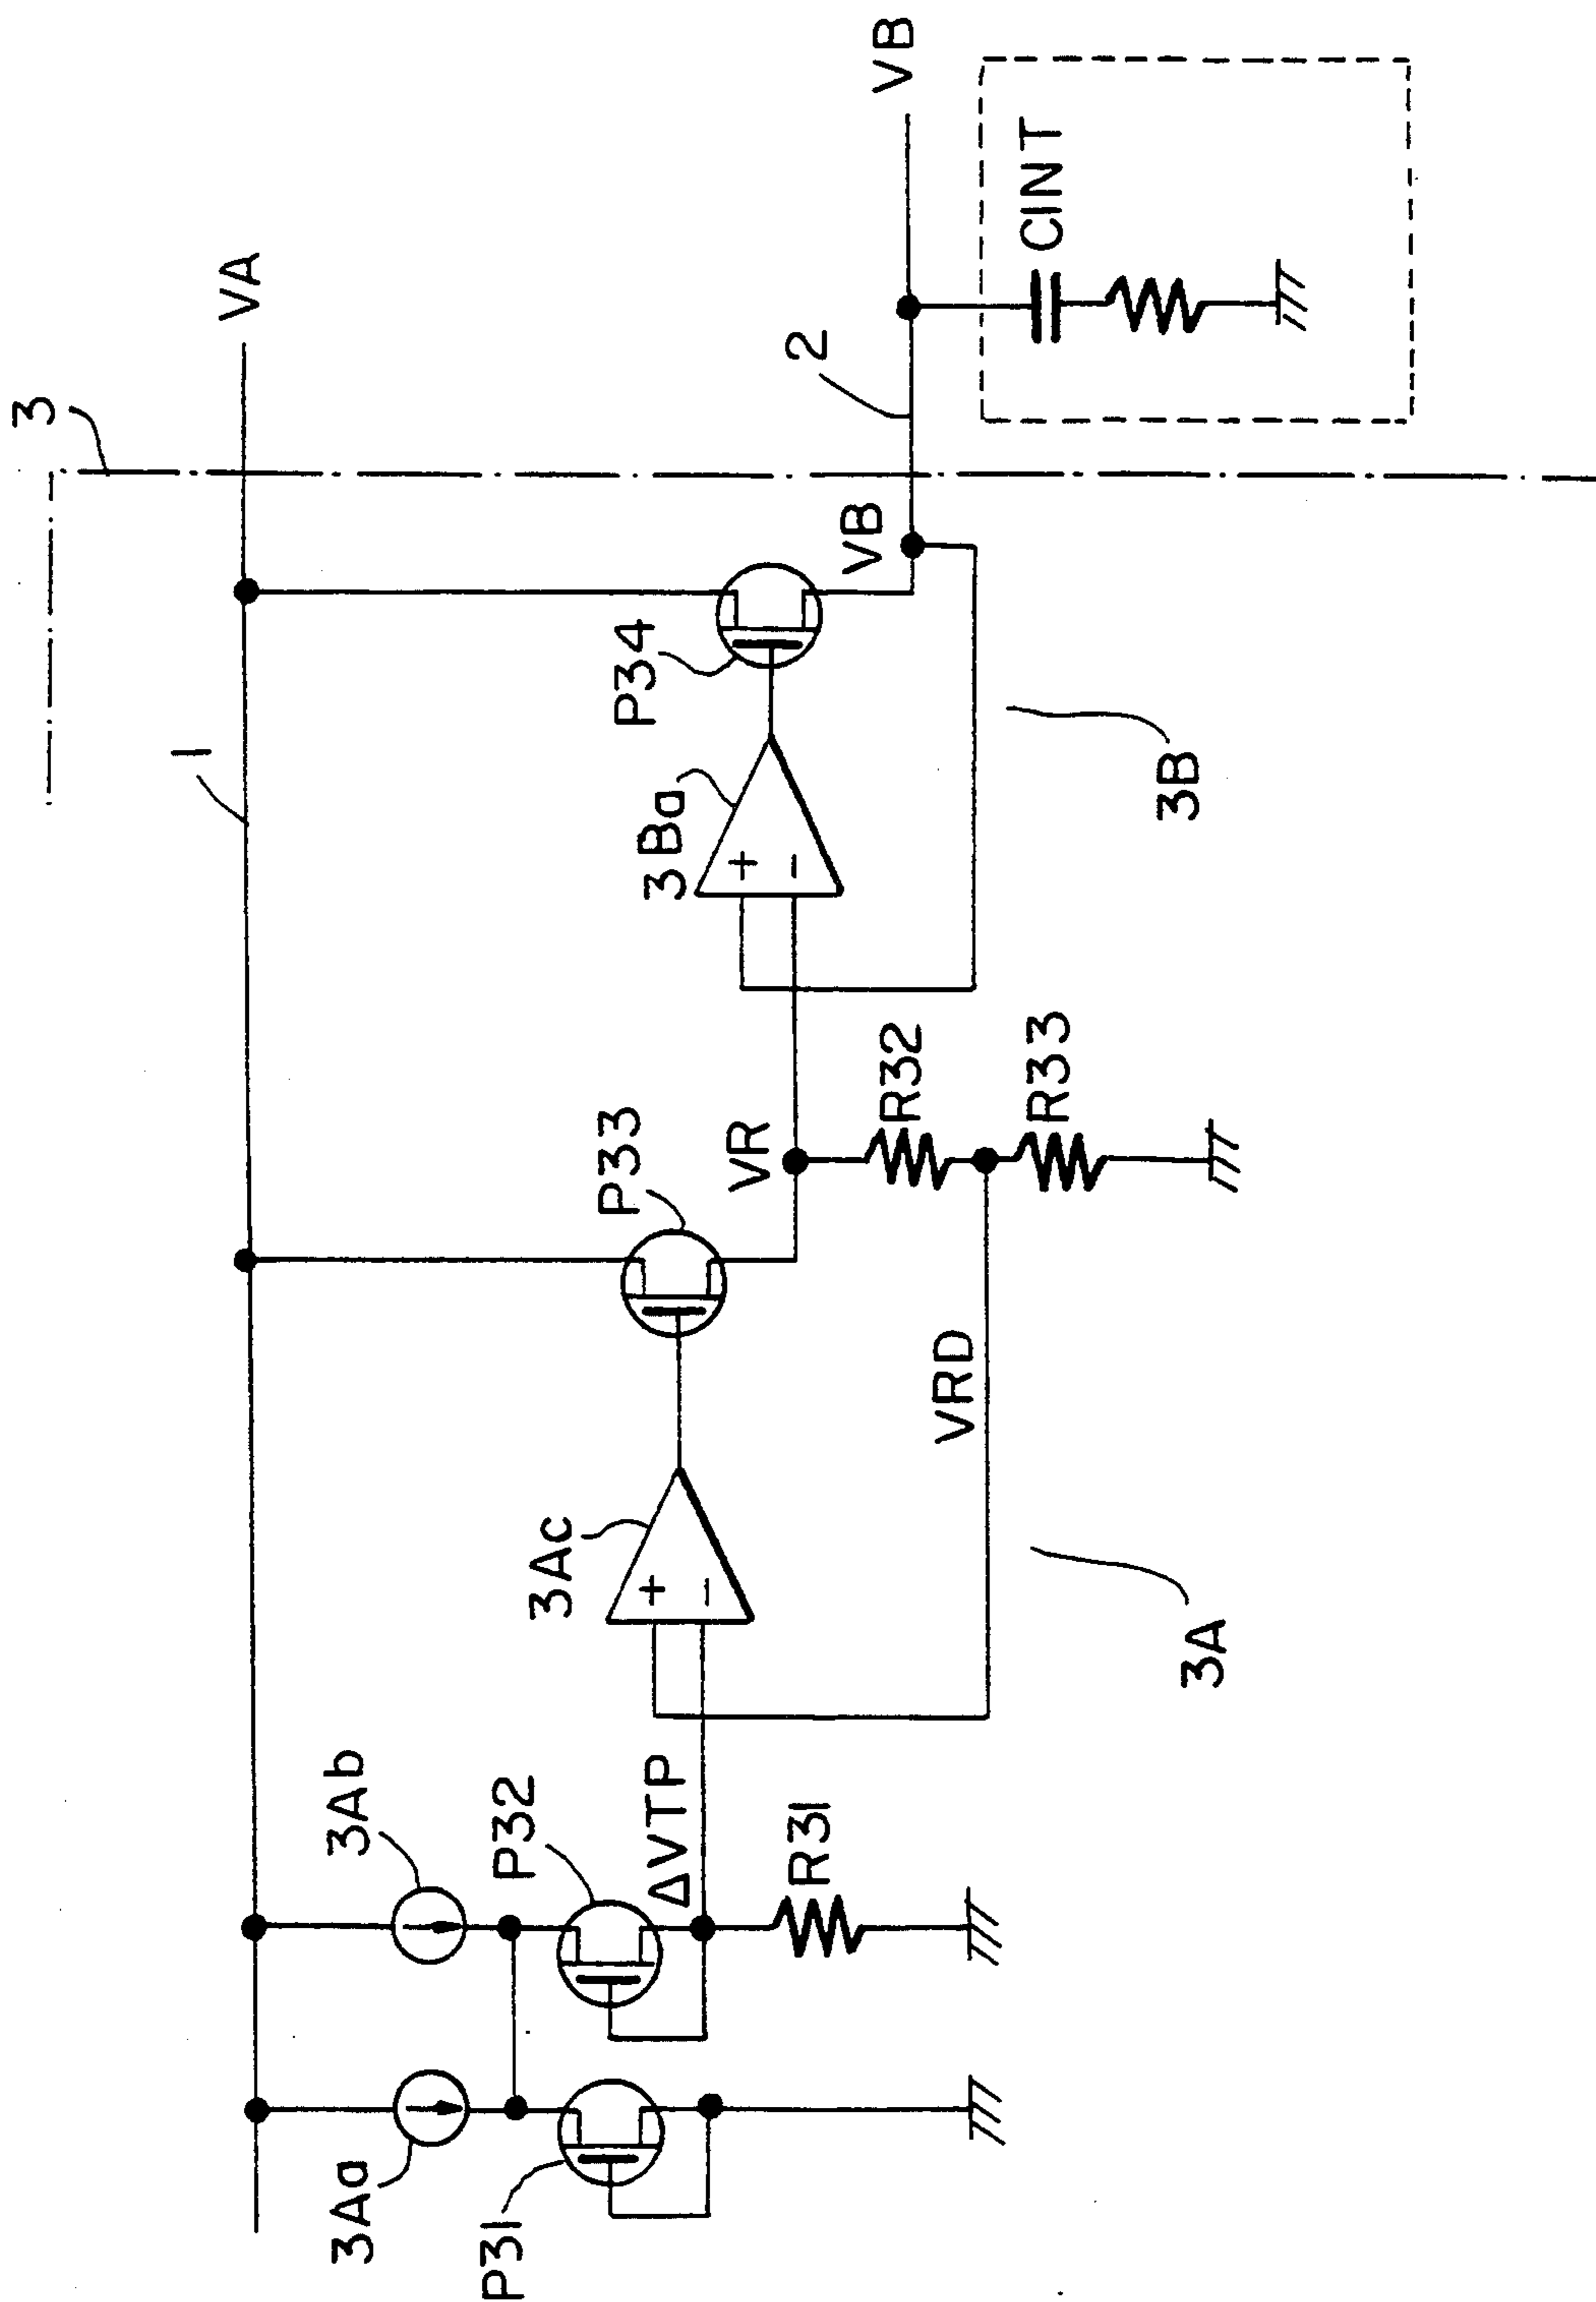 3
VA
1
3Aa
3Ab
P31
P32
ΔVTP
R31
3Ac
P33
VR
VRD
R32
R33
3Ba
P34
VB
2
VB
CINT
3A
3B
+
−
+
−